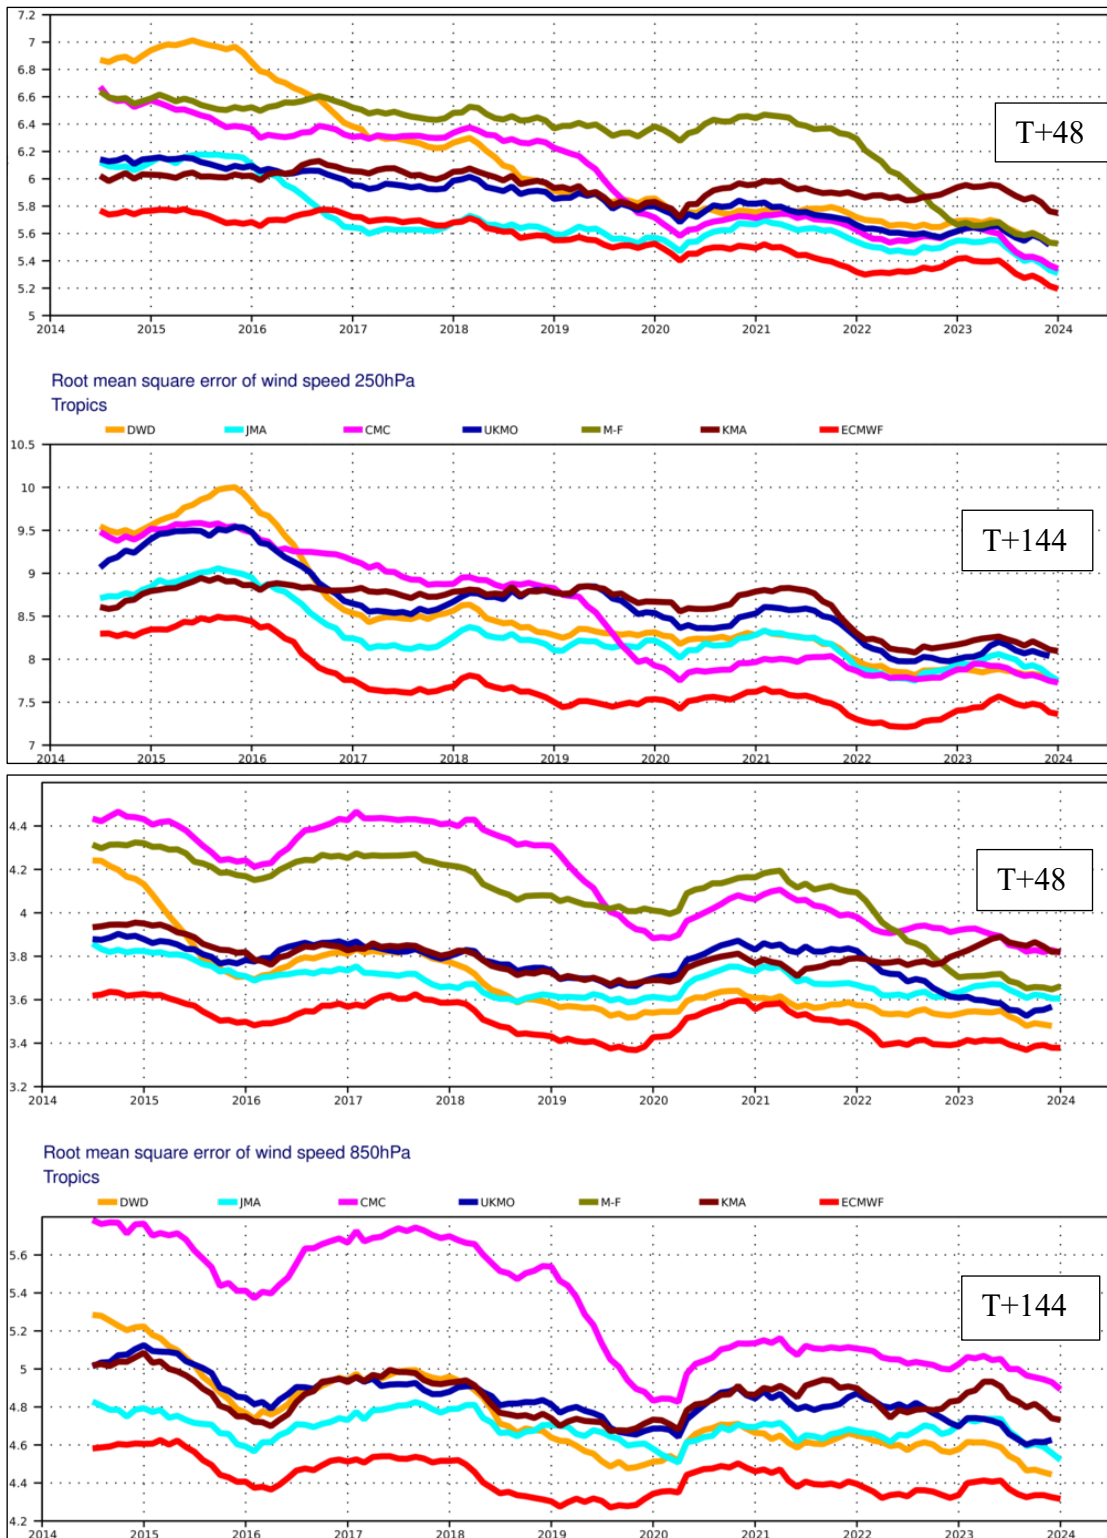 7.2
7
6.8
6.6
6.4
T+48
6.2
6
5.8
5.6
5.4
5.2
5
2014 2015 2016 2017 2018 2019 2020 2021 2022 2023 2024
Root mean square error of wind speed 250hPa
Tropics
DWD JMA CMC UKMO M-F KMA ECMWF
10.5
10
9.5
T+144
9
8.5
8
7.5
7
2014 2015 2016 2017 2018 2019 2020 2021 2022 2023 2024
4.4
4.2
T+48
4
3.8
3.6
3.4
3.2
2014 2015 2016 2017 2018 2019 2020 2021 2022 2023 2024
Root mean square error of wind speed 850hPa
Tropics
DWD JMA CMC UKMO M-F KMA ECMWF
5.6
5.4
T+144
5.2
5
4.8
4.6
4.4
4.2
2014 2015 2016 2017 2018 2019 2020 2021 2022 2023 2024